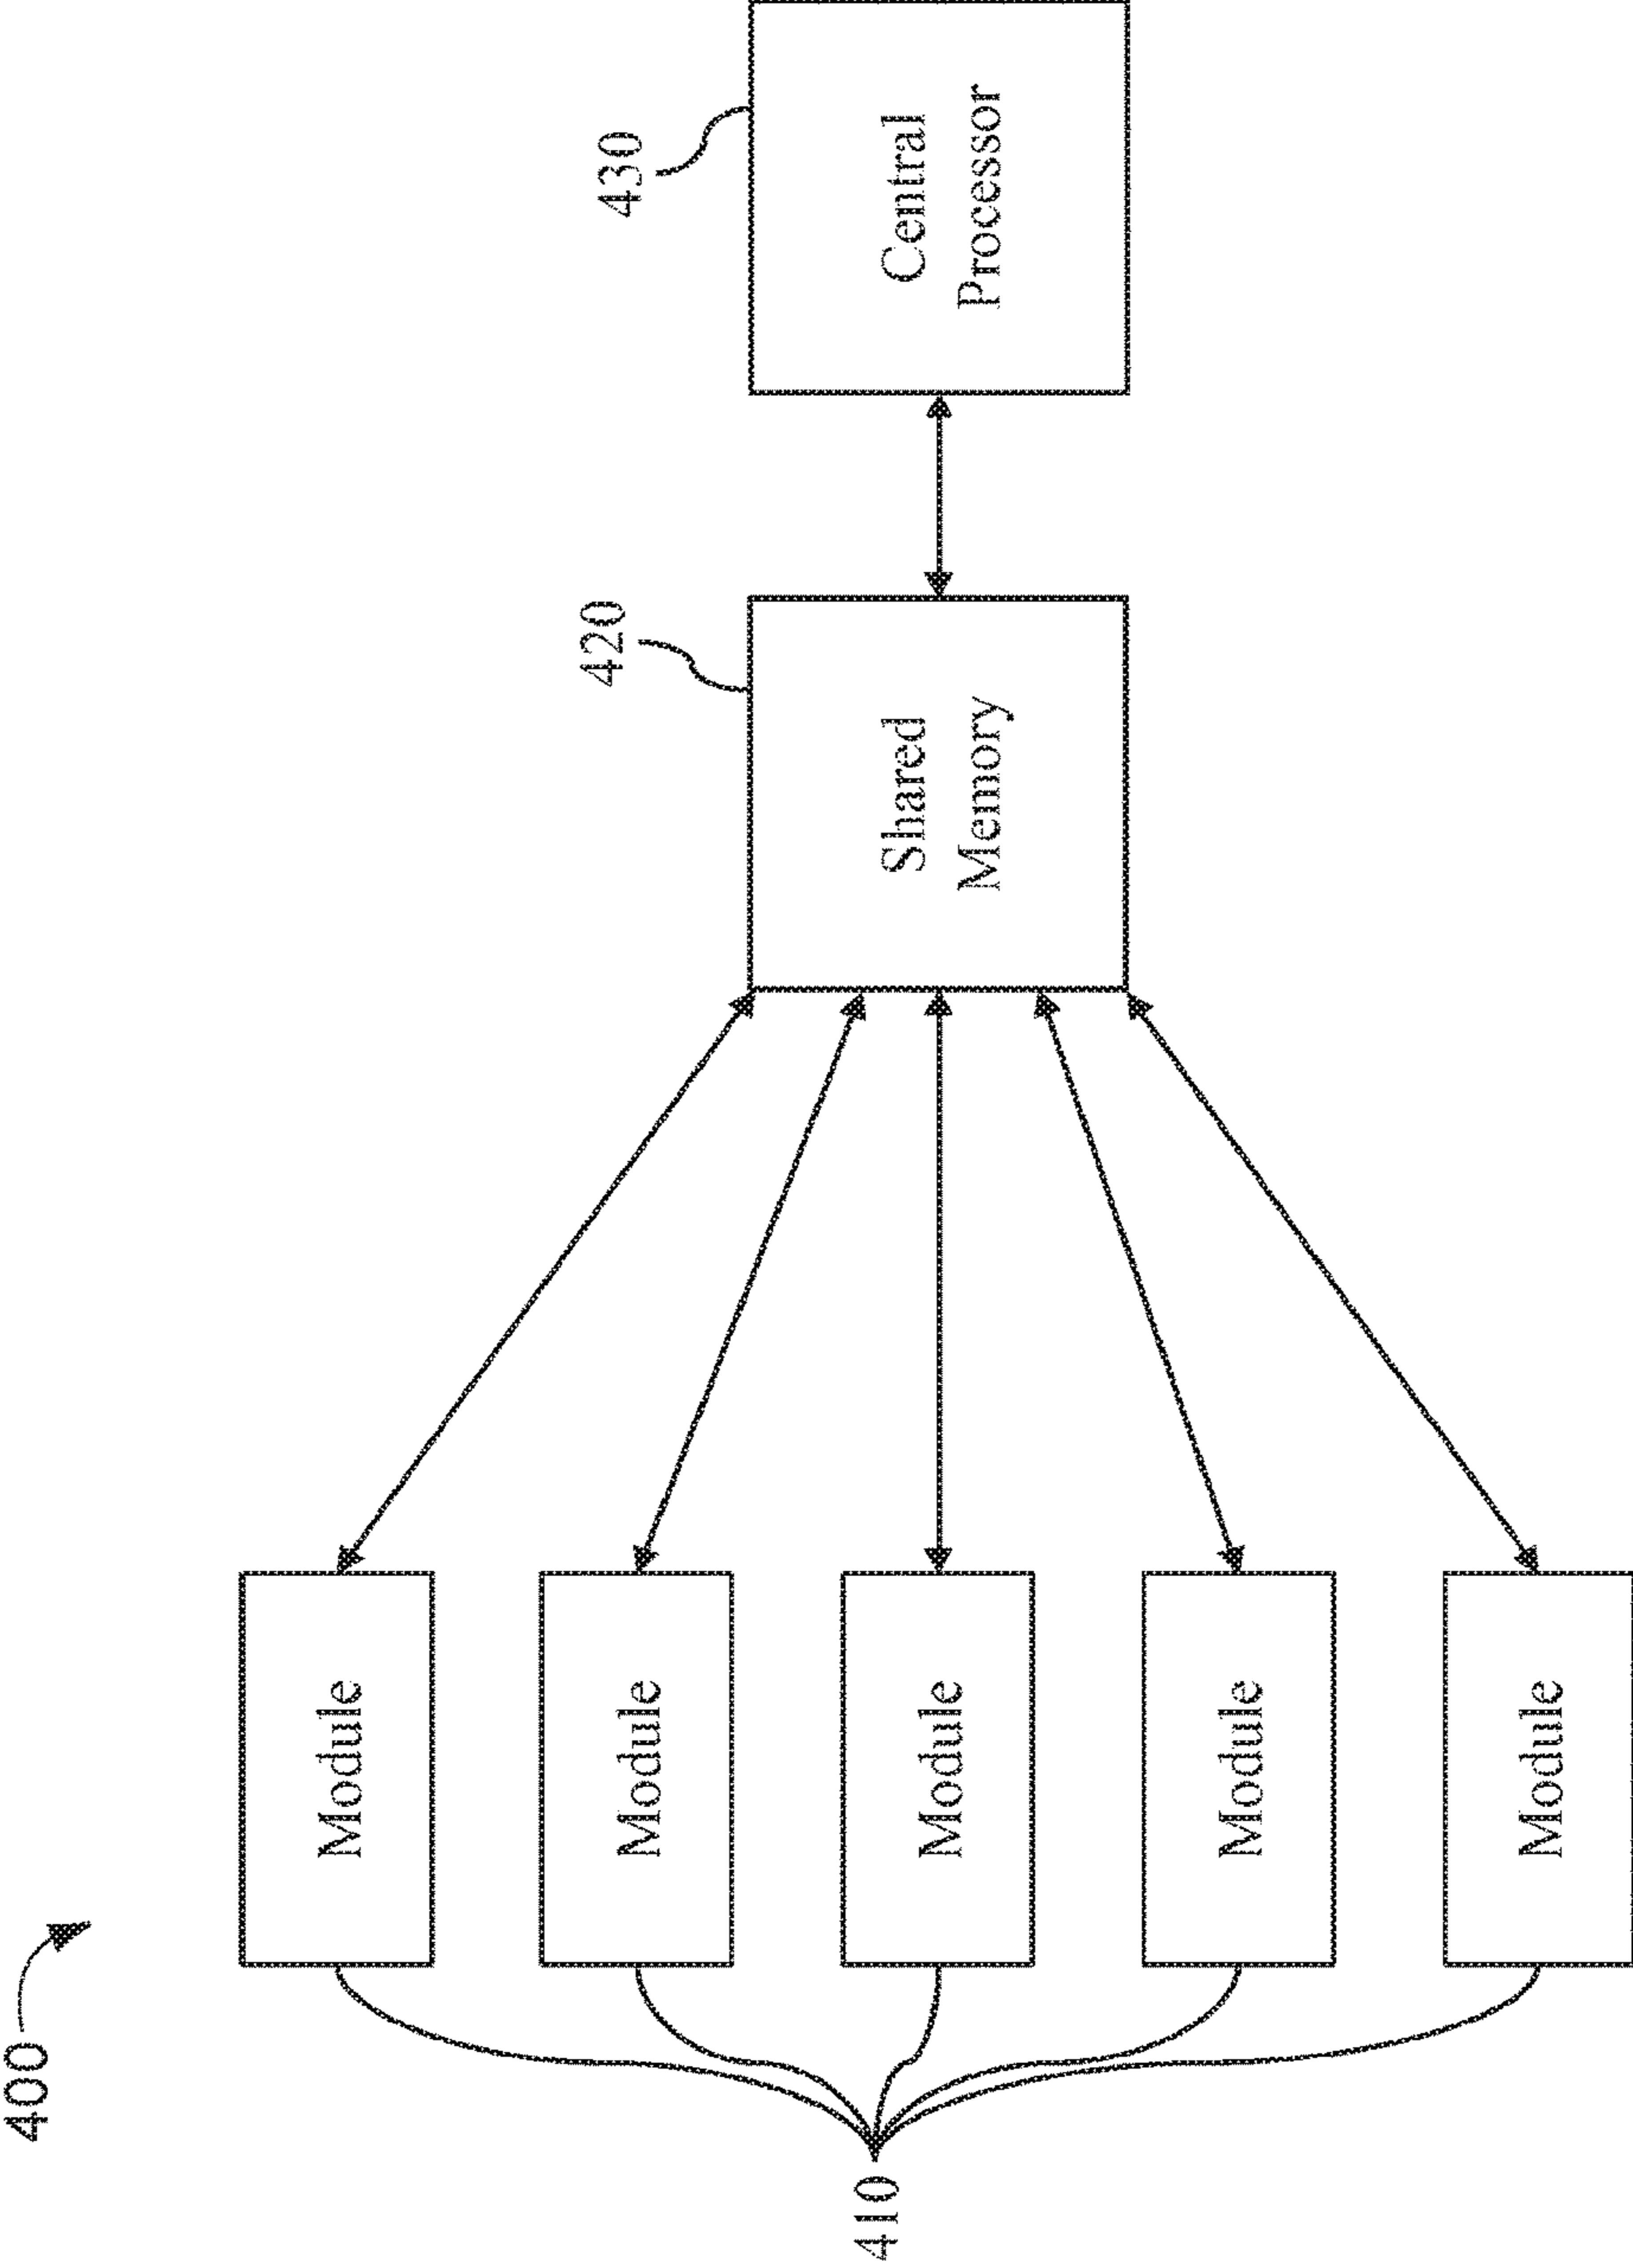 400
410
Module
Module
Module
Module
Module
420
Shared
Memory
430
Central
Processor